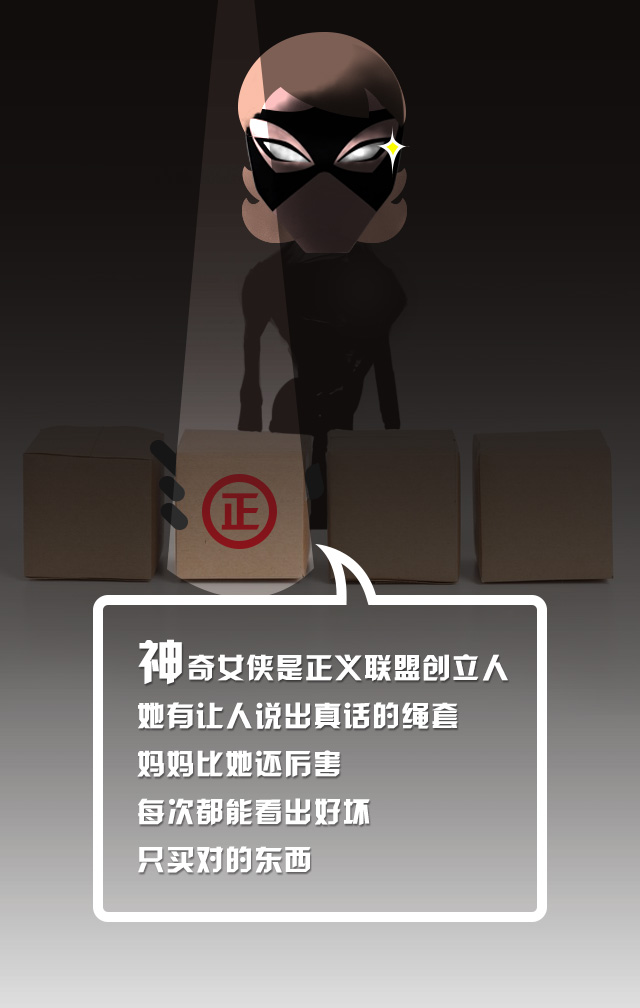 正
神奇女侠是正义联盟创立人
她有让人说出真话的绳套
妈妈比她还厉害
每次都能看出好坏
只买对的东西